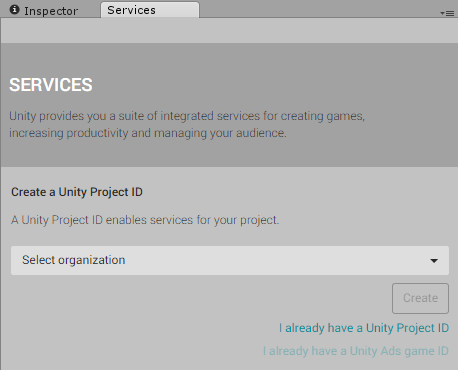 Inspector
Services
SERVICES
Unity provides you a suite of integrated services for creating games,
increasing productivity and managing your audience.
Create a Unity Project ID
A Unity Project ID enables services for your project.
Select organization
Create
I already have a Unity Project ID
I already have a Unity Ads game ID